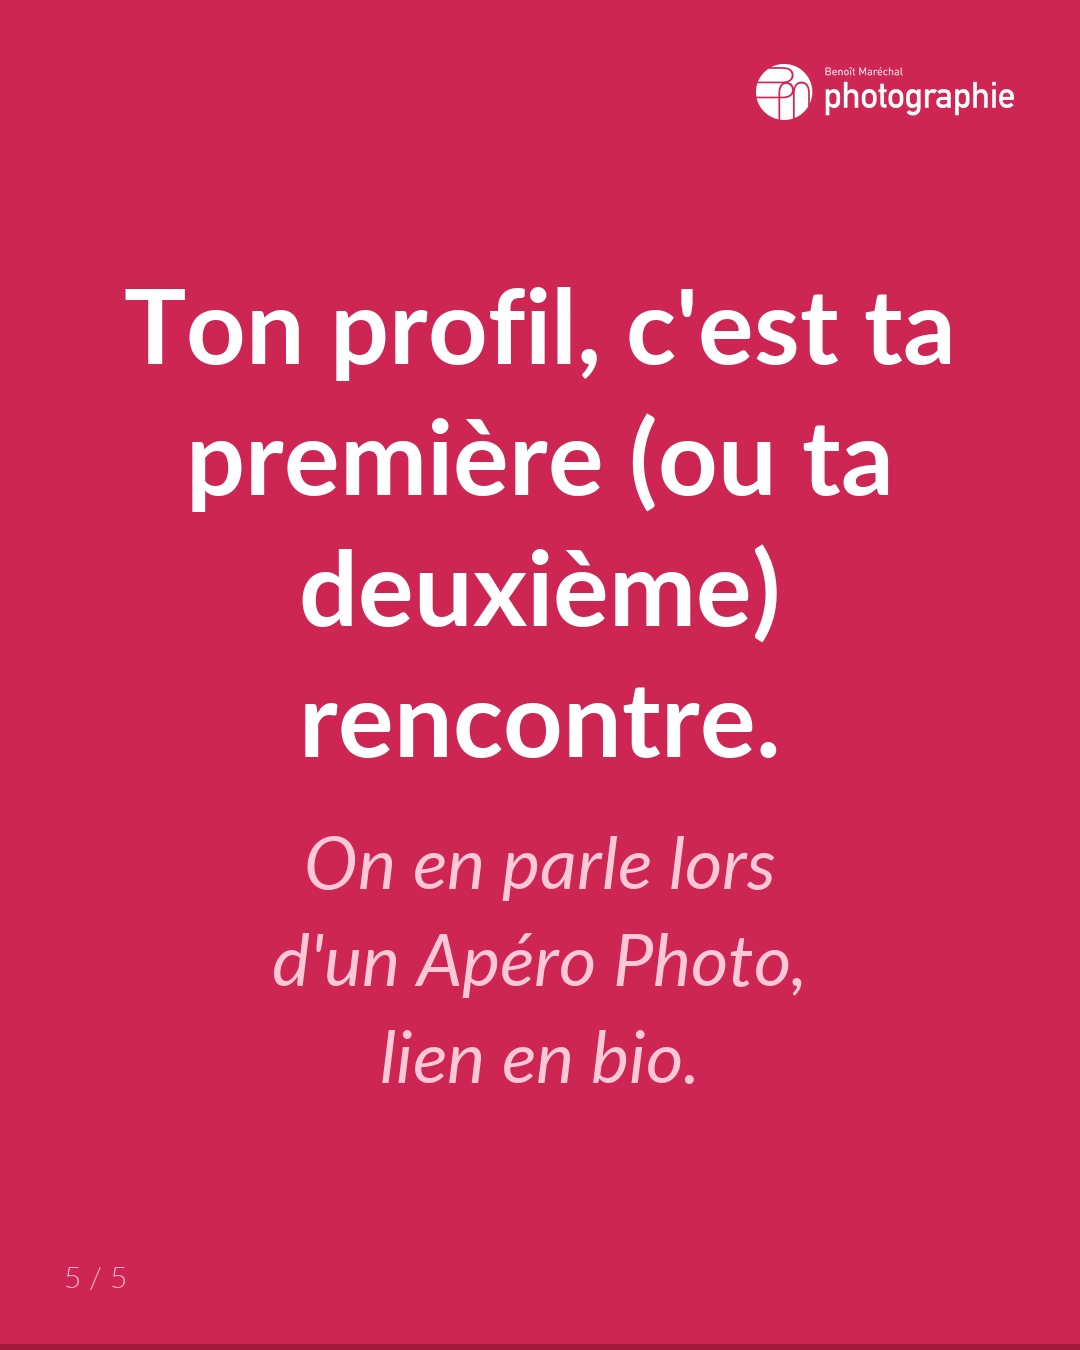 Benoît Maréchal
photographie
Ton profil, c'est ta
première (ou ta
deuxième)
rencontre.
On en parle lors
d'un Apéro Photo,
lien en bio.
5 / 5